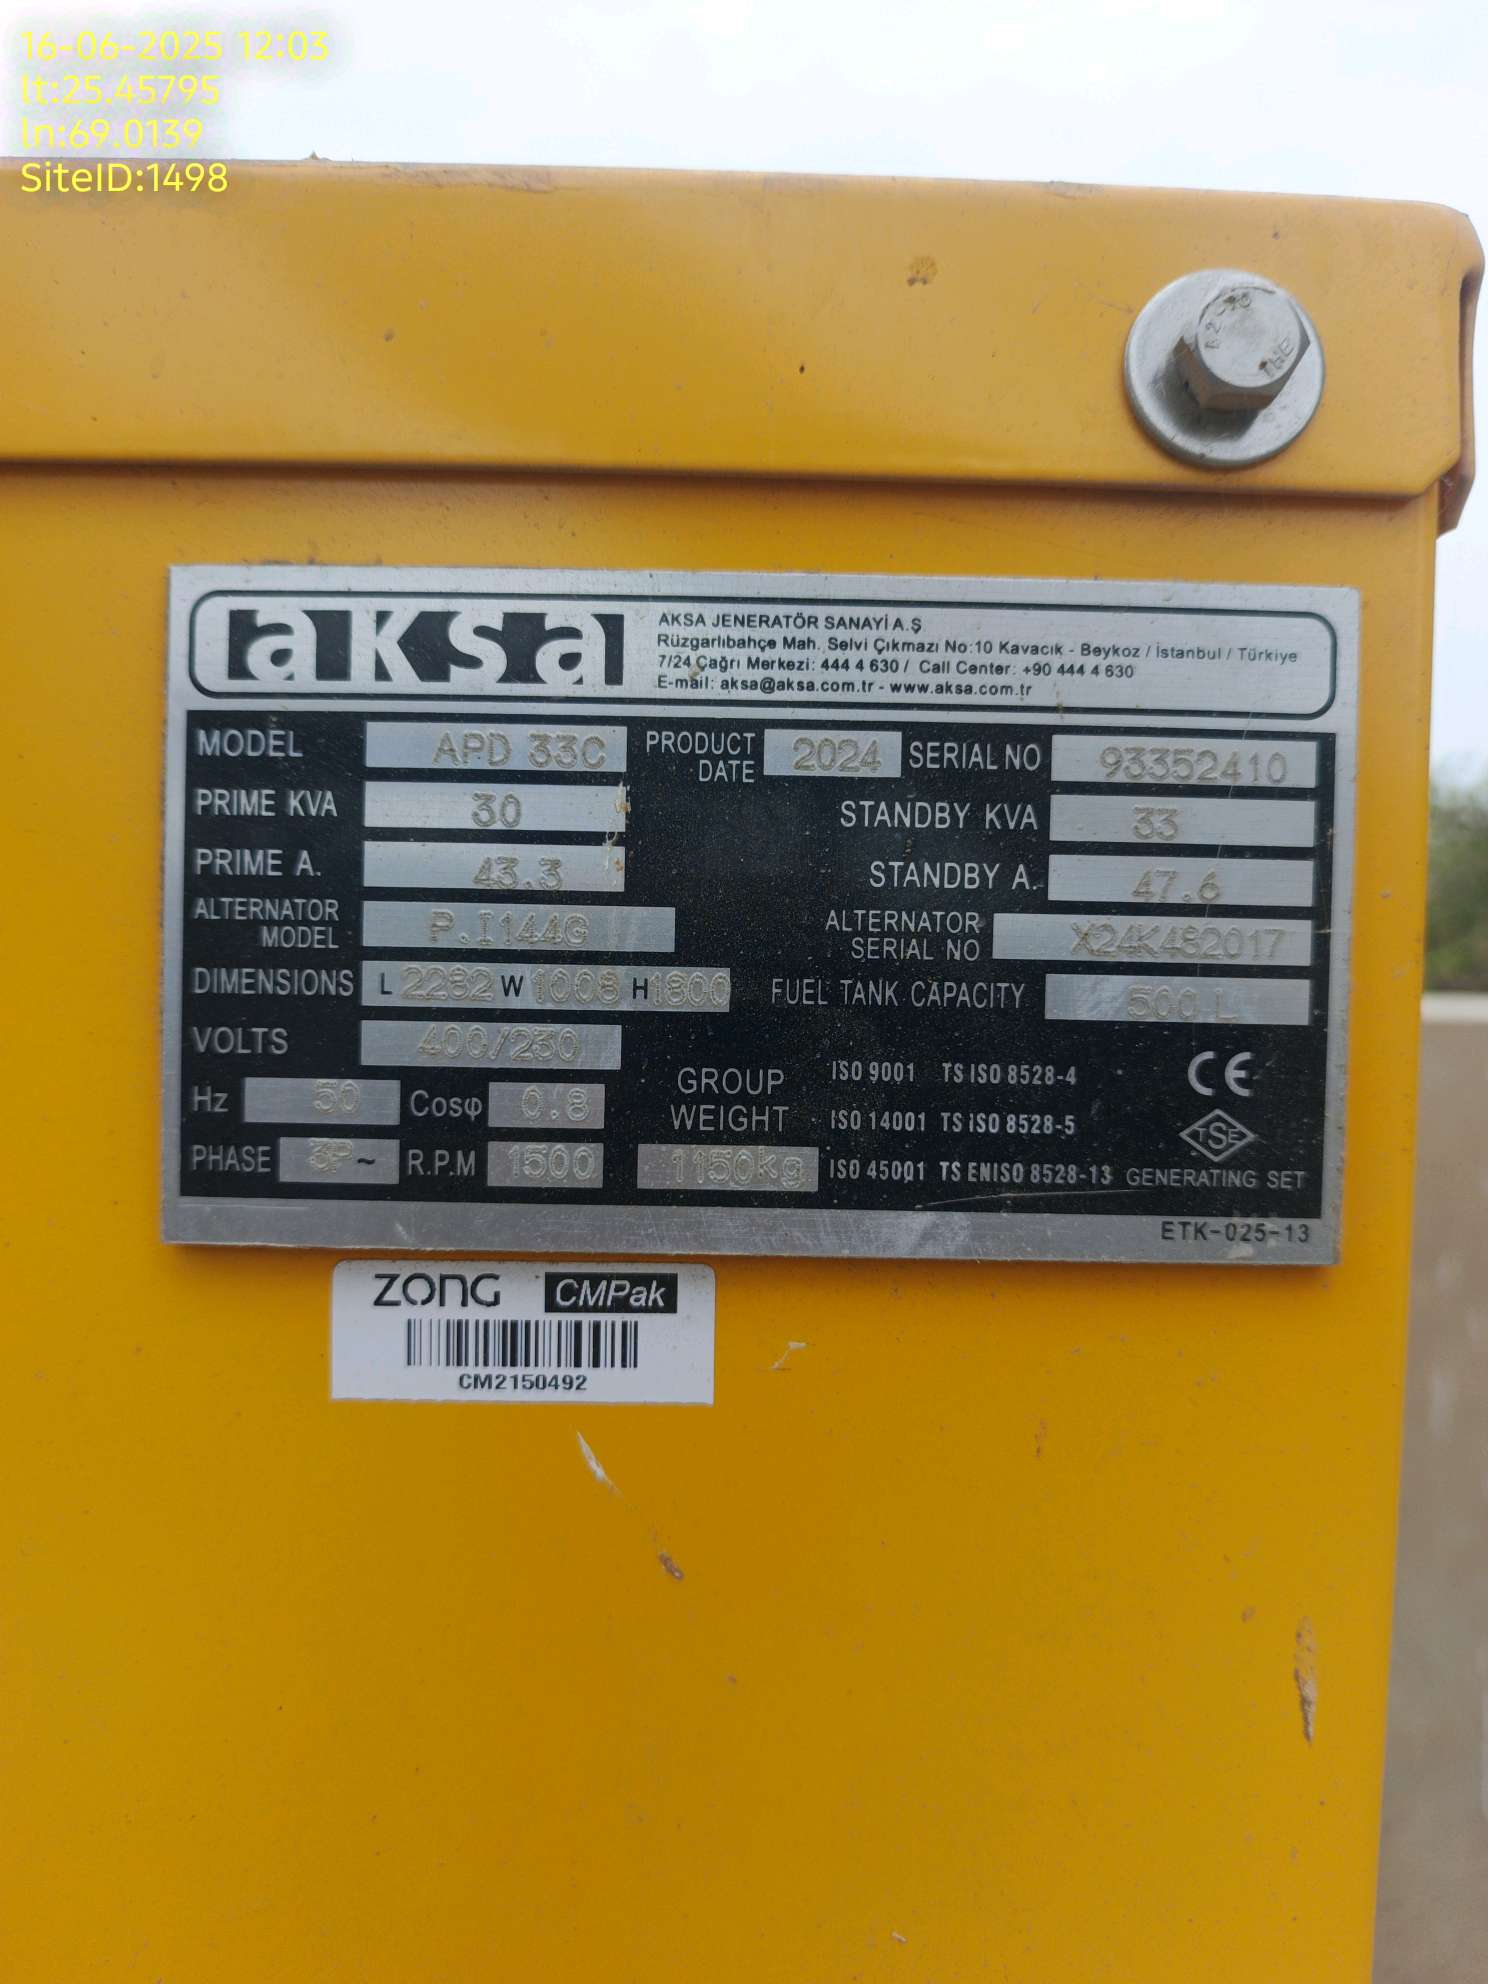 16-06-2025 12:03
lt:25.45795
ln:69.0139
SiteID:1498
A2-70
THE
aksa
AKSA JENERATÖR SANAYİ A.Ş
Rüzgarlıbahçe Mah. Selvi Çıkmazı No:10 Kavacık - Beykoz / İstanbul / Türkiye
7/24 Çağrı Merkezi: 444 4 630 / Call Center: +90 444 4 630
E-mail: aksa@aksa.com.tr - www.aksa.com.tr
MODEL APD 33C PRODUCT DATE 2024 SERIAL NO 93352410
PRIME KVA 30 STANDBY KVA 33
PRIME A. 43.3 STANDBY A. 47.6
ALTERNATOR MODEL P.I144G ALTERNATOR SERIAL NO X24K482017
DIMENSIONS L 2282 W 1008 H 1800 FUEL TANK CAPACITY 500 L
VOLTS 400/230
Hz 50 Cosφ 0.8 GROUP WEIGHT 1150kg
PHASE 3P~ R.P.M 1500
ISO 9001 TS ISO 8528-4 CE
ISO 14001 TS ISO 8528-5 TSE
ISO 45001 TS EN ISO 8528-13 GENERATING SET
ETK-025-13
zong CMPak
CM2150492